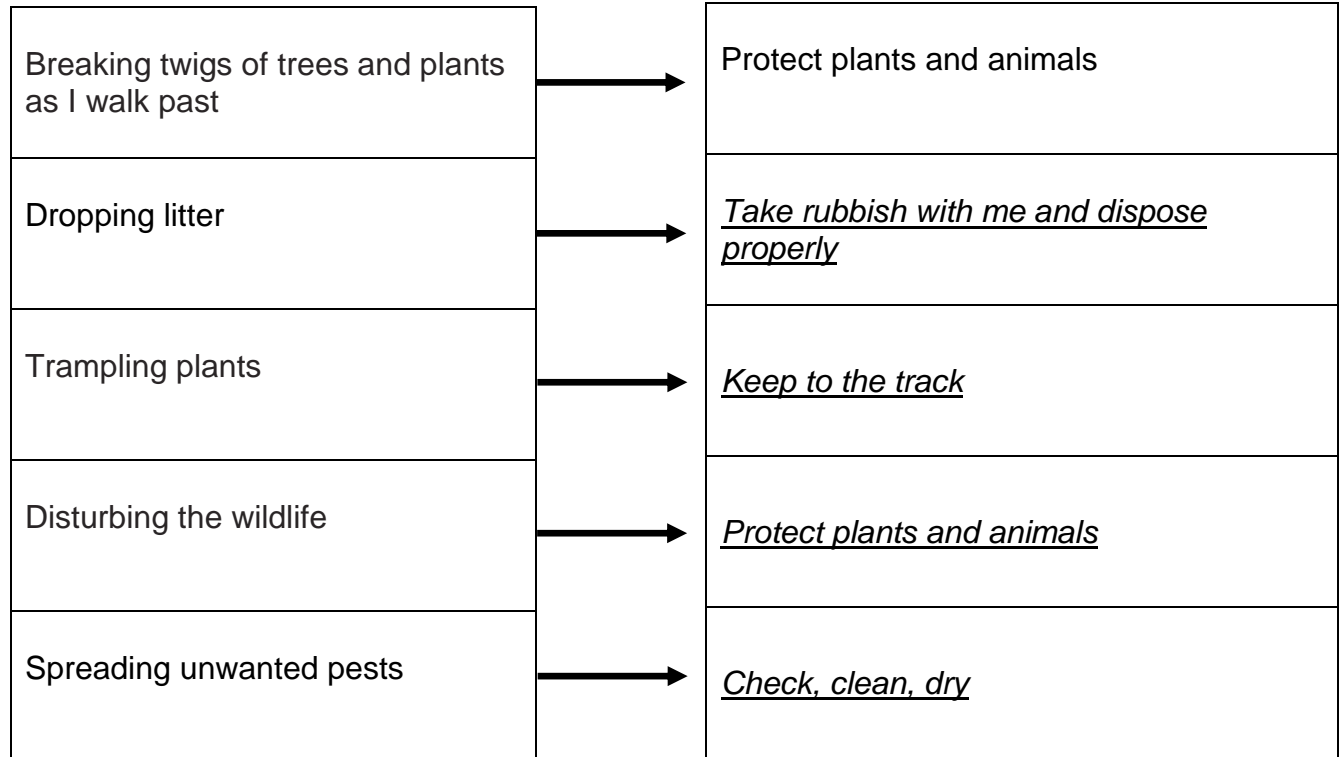 Breaking twigs of trees and plants
as I walk past
Protect plants and animals
Dropping litter
Take rubbish with me and dispose
properly
Trampling plants
Keep to the track
Disturbing the wildlife
Protect plants and animals
Spreading unwanted pests
Check, clean, dry